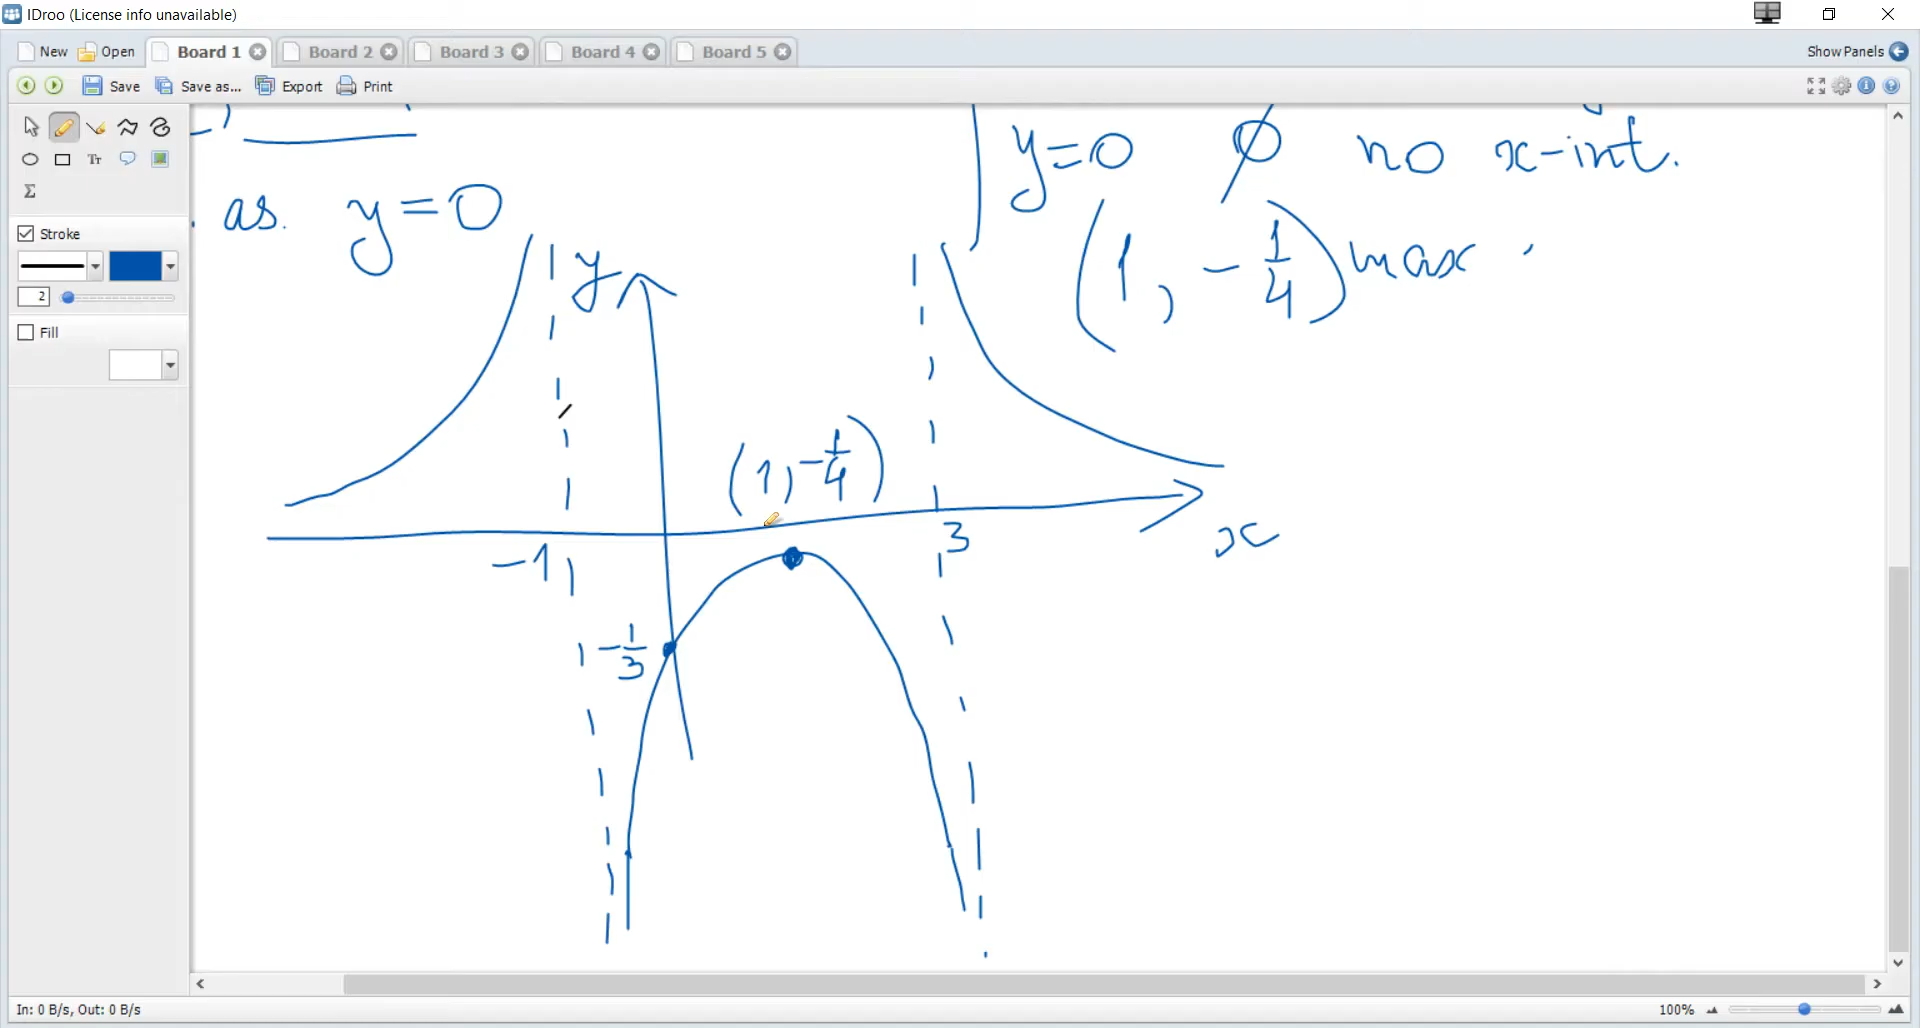 IDroo (License info unavailable)
New Open Board 1 Board 2 Board 3 Board 4 Board 5 Show Panels
Save Save as... Export Print
Tr
Σ
Stroke
2
Fill
y=0 ∅ no x-int.
as. y=0
(1, -1/4) max
y
(1, -1/4)
3
x
-1
-1/3
In: 0 B/s, Out: 0 B/s 100%